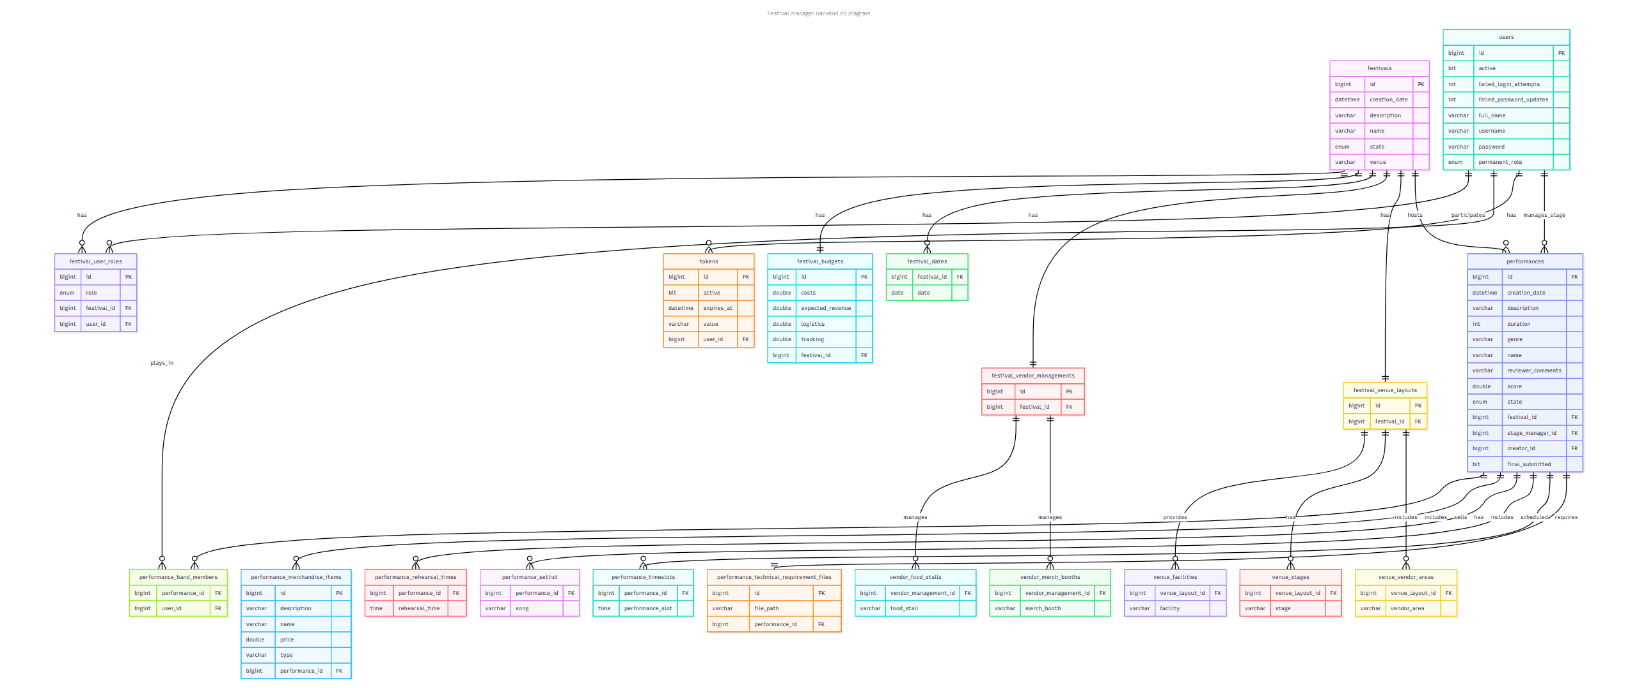 Festival manager backend db diagram
users
bigint id PK
bit active
int failed_login_attempts
int failed_password_updates
varchar full_name
varchar username
varchar password
enum permanent_role
festivals
bigint id PK
datetime creation_date
varchar description
varchar name
enum state
varchar venue
has
has
has
has
has
hosts
participates
has
manages_stage
festival_user_roles
bigint id PK
enum role
bigint festival_id FK
bigint user_id FK
tokens
bigint id PK
bit active
datetime expires_at
varchar value
bigint user_id FK
festival_budgets
bigint id PK
double costs
double expected_revenue
double logistics
double tracking
bigint festival_id FK
festival_dates
bigint festival_id FK
date date
performances
bigint id PK
datetime creation_date
varchar description
int duration
varchar genre
varchar name
varchar reviewer_comments
double score
enum state
bigint festival_id FK
bigint stage_manager_id FK
bigint creator_id FK
bit final_submitted
plays_in
festival_vendor_managements
bigint id PK
bigint festival_id FK
festival_venue_layouts
bigint id PK
bigint festival_id FK
manages
manages
provides
has
includes
includes
sells
has
includes
scheduled
requires
performance_band_members
bigint performance_id FK
bigint user_id FK
performance_merchandise_items
bigint id PK
varchar description
varchar name
double price
varchar type
bigint performance_id FK
performance_rehearsal_times
bigint performance_id FK
time rehearsal_time
performance_setlist
bigint performance_id FK
varchar song
performance_timeslots
bigint performance_id FK
time performance_slot
performance_technical_requirement_files
bigint id PK
varchar file_path
bigint performance_id FK
vendor_food_stalls
bigint vendor_management_id FK
varchar food_stall
vendor_merch_booths
bigint vendor_management_id FK
varchar merch_booth
venue_facilities
bigint venue_layout_id FK
varchar facility
venue_stages
bigint venue_layout_id FK
varchar stage
venue_vendor_areas
bigint venue_layout_id FK
varchar vendor_area